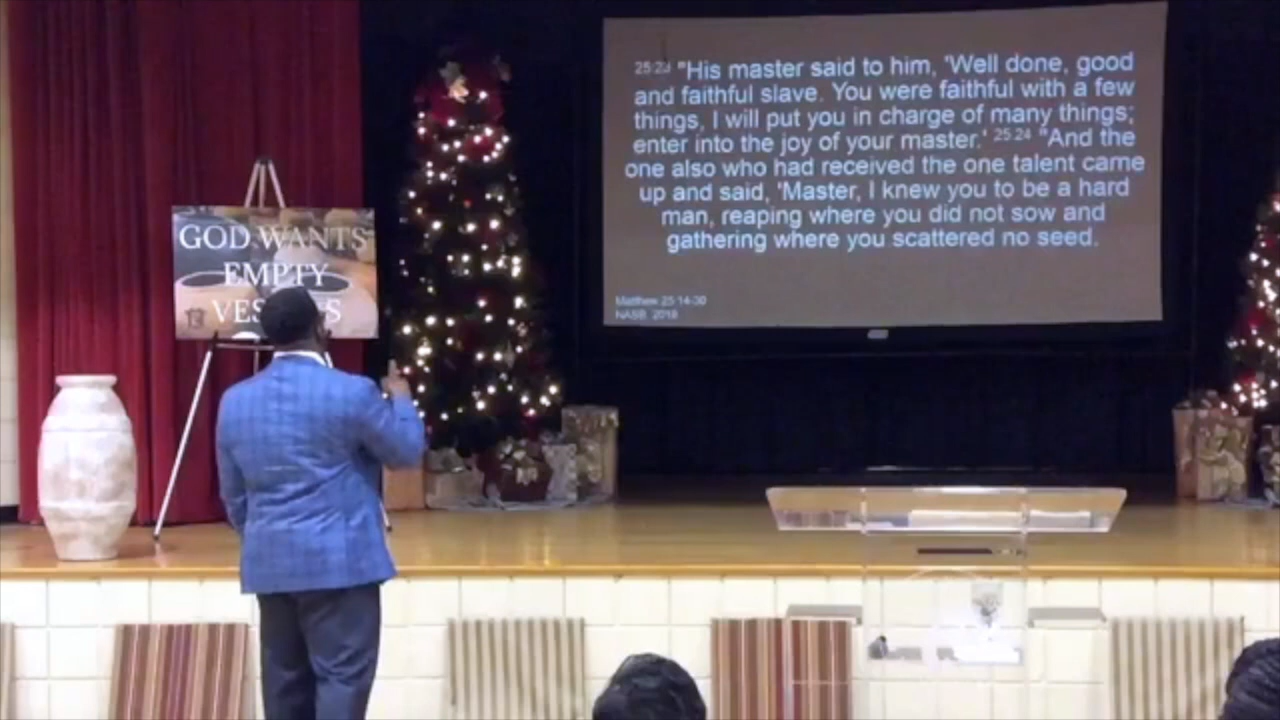 GOD WANTS
EMPTY
25:23 "His master said to him, 'Well done, good
and faithful slave. You were faithful with a few
things, I will put you in charge of many things;
enter into the joy of your master.' 25:24 "And the
one also who had received the one talent came
up and said, 'Master, I knew you to be a hard
man, reaping where you did not sow and
gathering where you scattered no seed.
Matthew 25:14-30